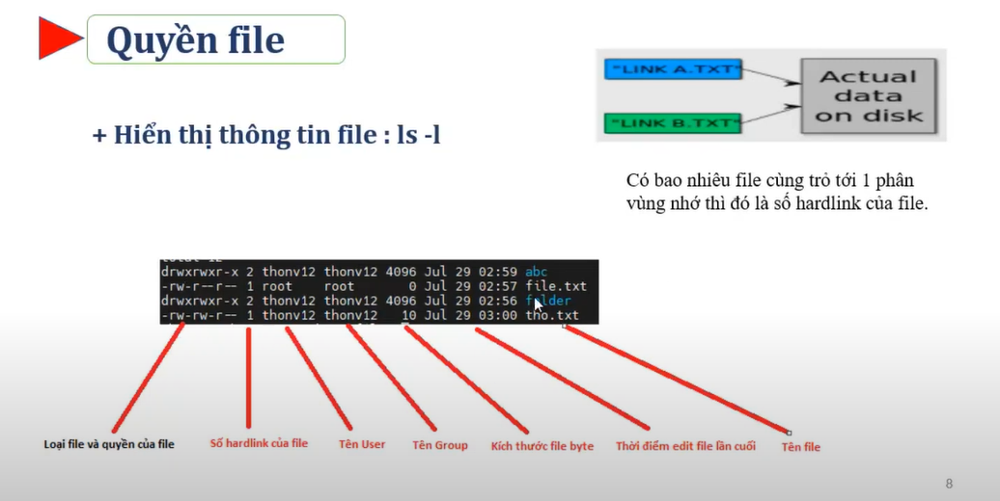 Quyền file
"LINK A.TXT"
Actual
data
on disk
"LINK B.TXT"
+ Hiển thị thông tin file : ls -l
Có bao nhiêu file cùng trỏ tới 1 phân
vùng nhớ thì đó là số hardlink của file.
drwxrwxr-x 2 thonv12 thonv12 4096 Jul 29 02:59 abc
-rw-r--r-- 1 root root 0 Jul 29 02:57 file.txt
drwxrwxr-x 2 thonv12 thonv12 4096 Jul 29 02:56 folder
-rw-rw-r-- 1 thonv12 thonv12 10 Jul 29 03:00 tho.txt
Loại file và quyền của file
Số hardlink của file
Tên User
Tên Group
Kích thước file byte
Thời điểm edit file lần cuối
Tên file
8